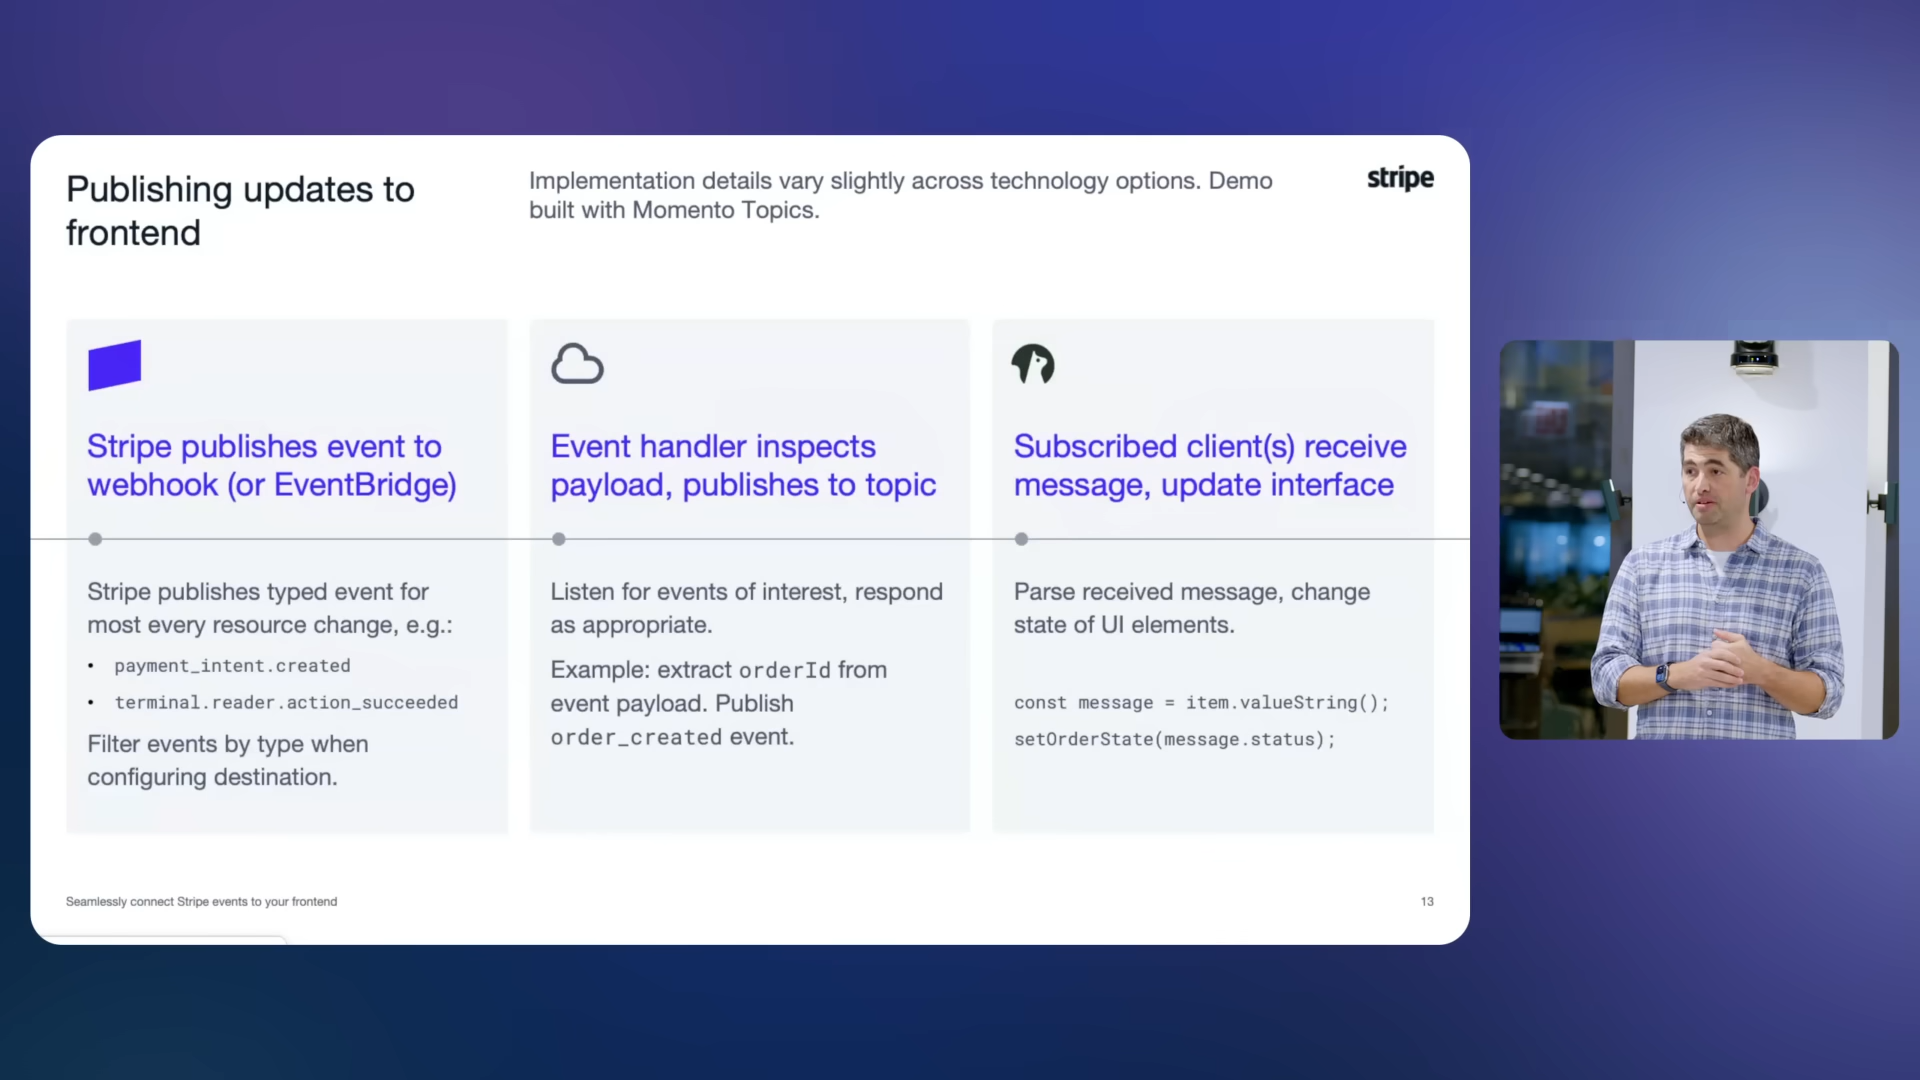 Publishing updates to
frontend
Implementation details vary slightly across technology options. Demo
built with Momento Topics.
stripe
Stripe publishes event to
webhook (or EventBridge)
Stripe publishes typed event for
most every resource change, e.g.:
• payment_intent.created
• terminal.reader.action_succeeded
Filter events by type when
configuring destination.
Event handler inspects
payload, publishes to topic
Listen for events of interest, respond
as appropriate.
Example: extract orderId from
event payload. Publish
order_created event.
Subscribed client(s) receive
message, update interface
Parse received message, change
state of UI elements.
const message = item.valueString();
setOrderState(message.status);
Seamlessly connect Stripe events to your frontend
13